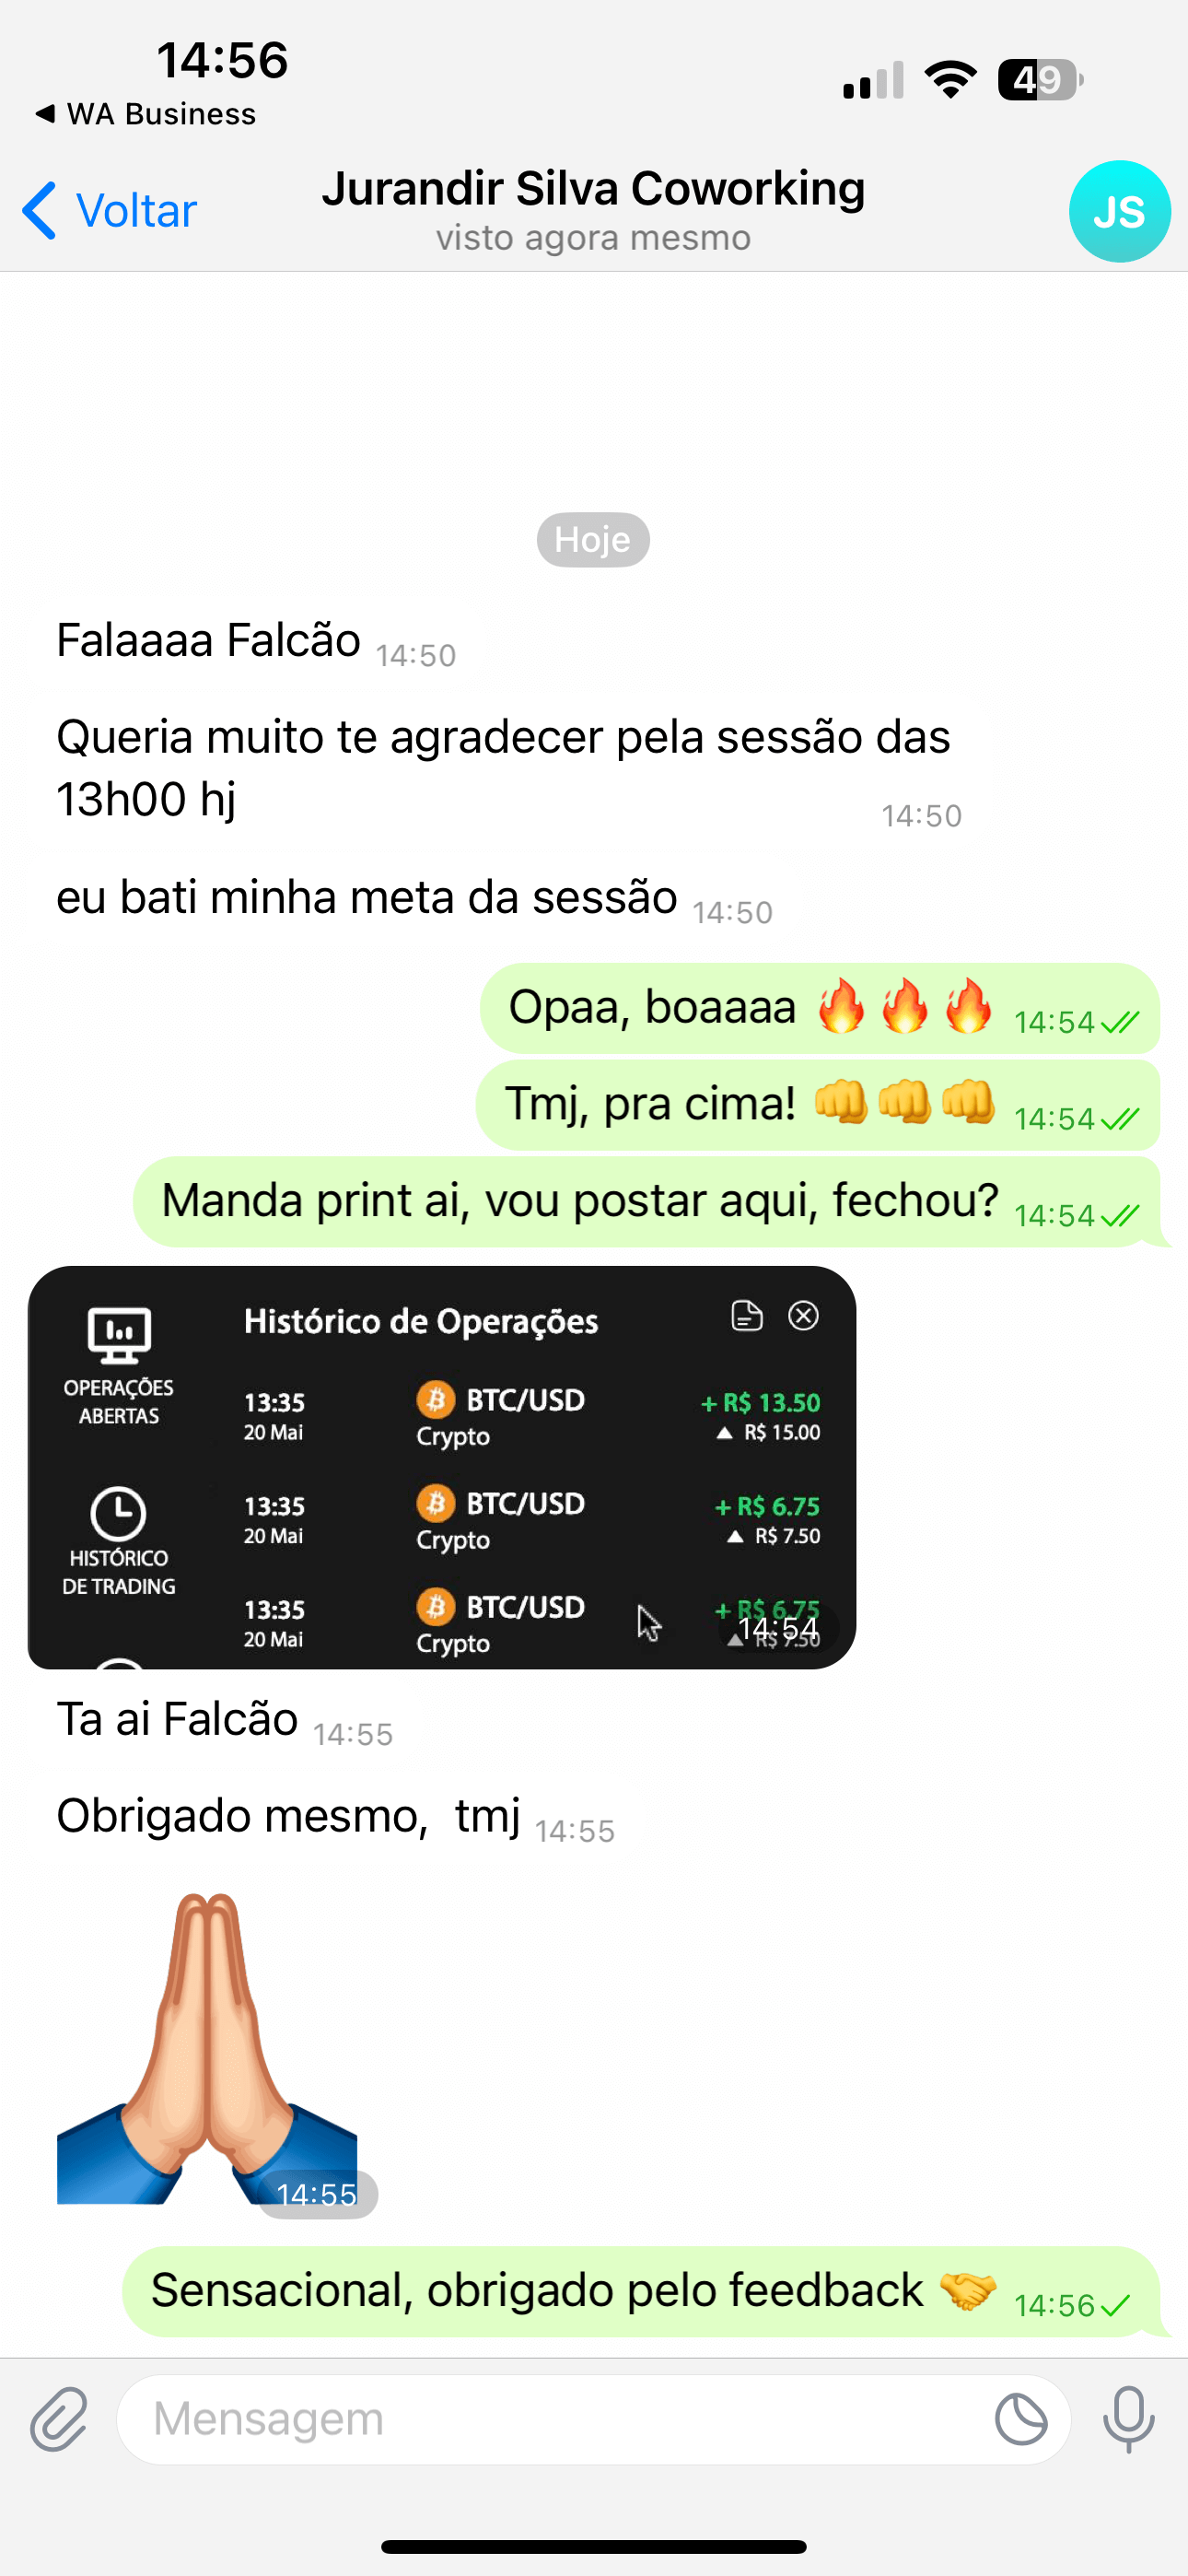 14:56
49
◀ WA Business
Voltar
Jurandir Silva Coworking
visto agora mesmo
JS
Hoje
Falaaaa Falcão 14:50
Queria muito te agradecer pela sessão das
13h00 hj 14:50
eu bati minha meta da sessão 14:50
Opaa, boaaaa 🔥🔥🔥 14:54
Tmj, pra cima! 👊👊👊 14:54
Manda print ai, vou postar aqui, fechou? 14:54
Histórico de Operações
OPERAÇÕES
ABERTAS
13:35 BTC/USD + R$ 13.50
20 Mai Crypto ▲ R$ 15.00
HISTÓRICO
DE TRADING
13:35 BTC/USD + R$ 6.75
20 Mai Crypto ▲ R$ 7.50
13:35 BTC/USD + R$ 6.75
20 Mai Crypto ▲ R$ 7.50
14:54
Ta ai Falcão 14:55
Obrigado mesmo, tmj 14:55
14:55
Sensacional, obrigado pelo feedback 🤝 14:56
Mensagem